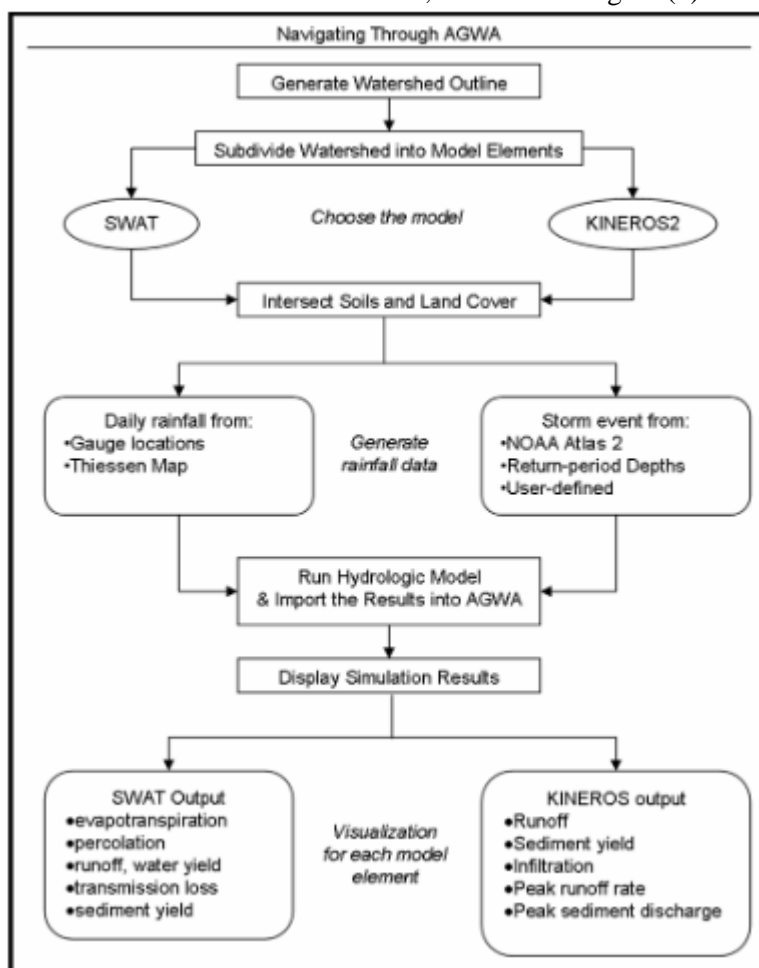 Navigating Through AGWA
Generate Watershed Outline
Subdivide Watershed into Model Elements
SWAT
Choose the model
KINEROS2
Intersect Soils and Land Cover
Daily rainfall from:
•Gauge locations
•Thiessen Map
Generate
rainfall data
Storm event from:
•NOAA Atlas 2
•Return-period Depths
•User-defined
Run Hydrologic Model
& Import the Results into AGWA
Display Simulation Results
SWAT Output
●evapotranspiration
●percolation
●runoff, water yield
●transmission loss
●sediment yield
Visualization
for each model
element
KINEROS output
●Runoff
●Sediment yield
●Infiltration
●Peak runoff rate
●Peak sediment discharge